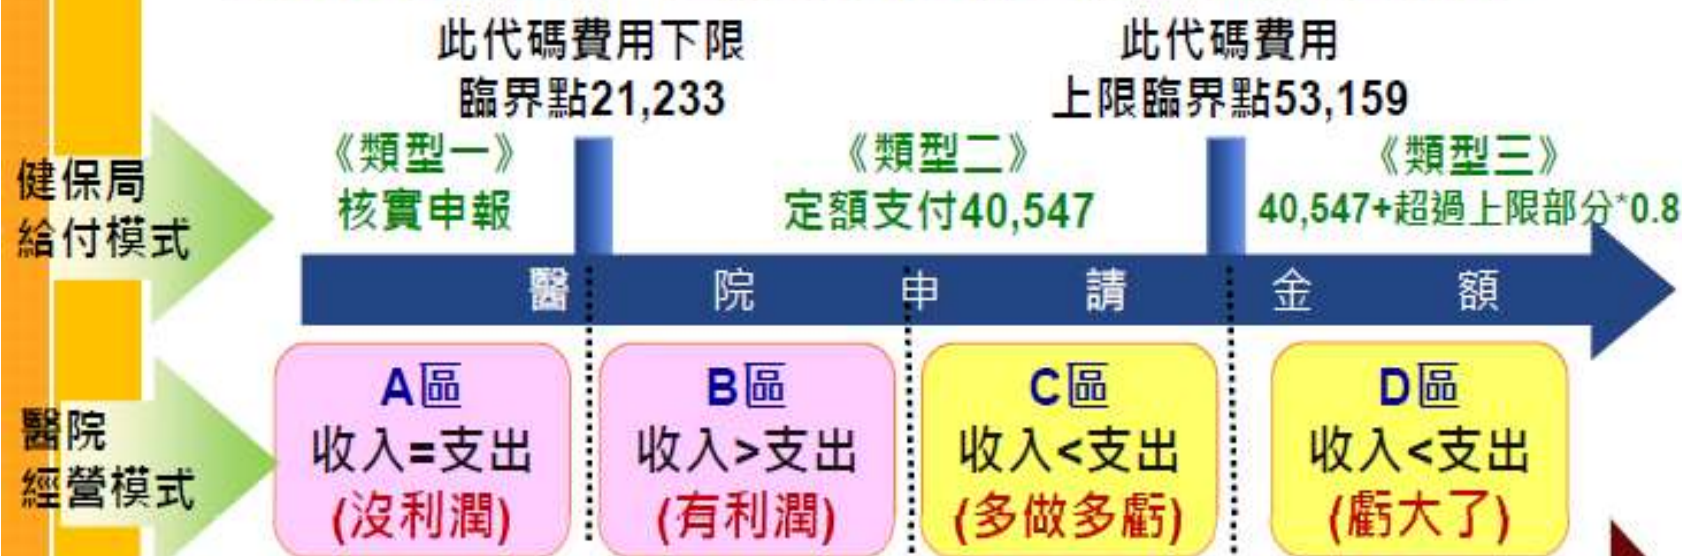 此代碼費用下限
臨界點21,233
此代碼費用
上限臨界點53,159
健保局
給付模式
《類型一》
核實申報
《類型二》
定額支付40,547
《類型三》
40,547+超過上限部分*0.8
醫院申請金額
醫院
經營模式
A區
收入=支出
(沒利潤)
B區
收入>支出
(有利潤)
C區
收入<支出
(多做多虧)
D區
收入<支出
(虧大了)